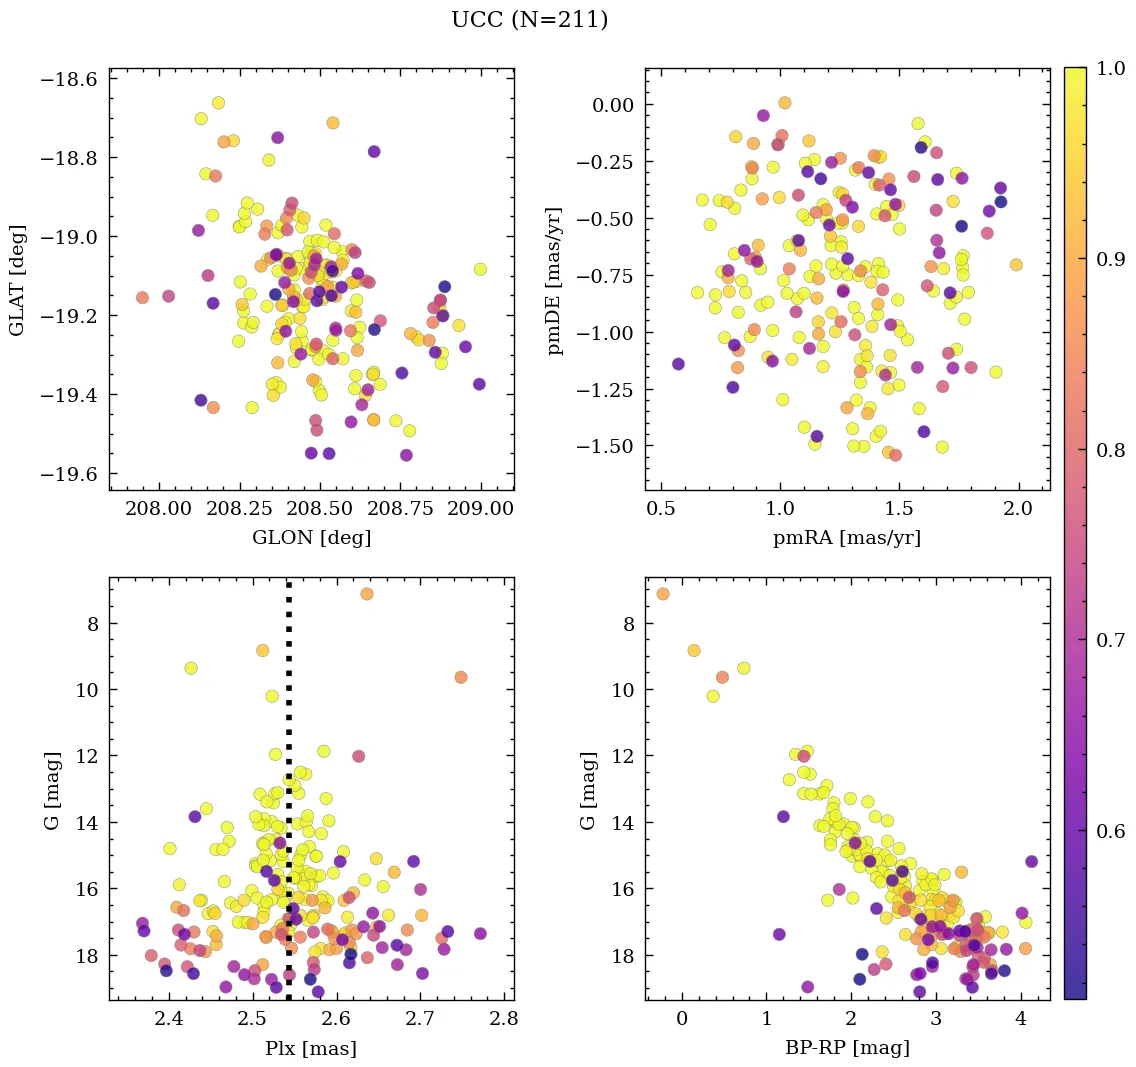 UCC (N=211)
−18.6
−18.8
−19.0
−19.2
−19.4
−19.6
GLAT [deg]
208.00 208.25 208.50 208.75 209.00
GLON [deg]
0.00
−0.25
−0.50
−0.75
−1.00
−1.25
−1.50
pmDE [mas/yr]
0.5 1.0 1.5 2.0
pmRA [mas/yr]
8
10
12
14
16
18
G [mag]
2.4 2.5 2.6 2.7 2.8
Plx [mas]
8
10
12
14
16
18
G [mag]
0 1 2 3 4
BP-RP [mag]
1.0
0.9
0.8
0.7
0.6